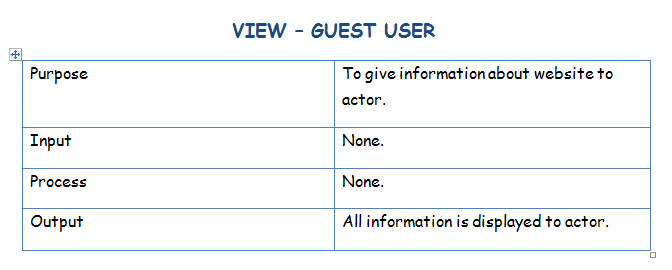 VIEW – GUEST USER
Purpose
To give information about website to
actor.
Input
None.
Process
None.
Output
All information is displayed to actor.